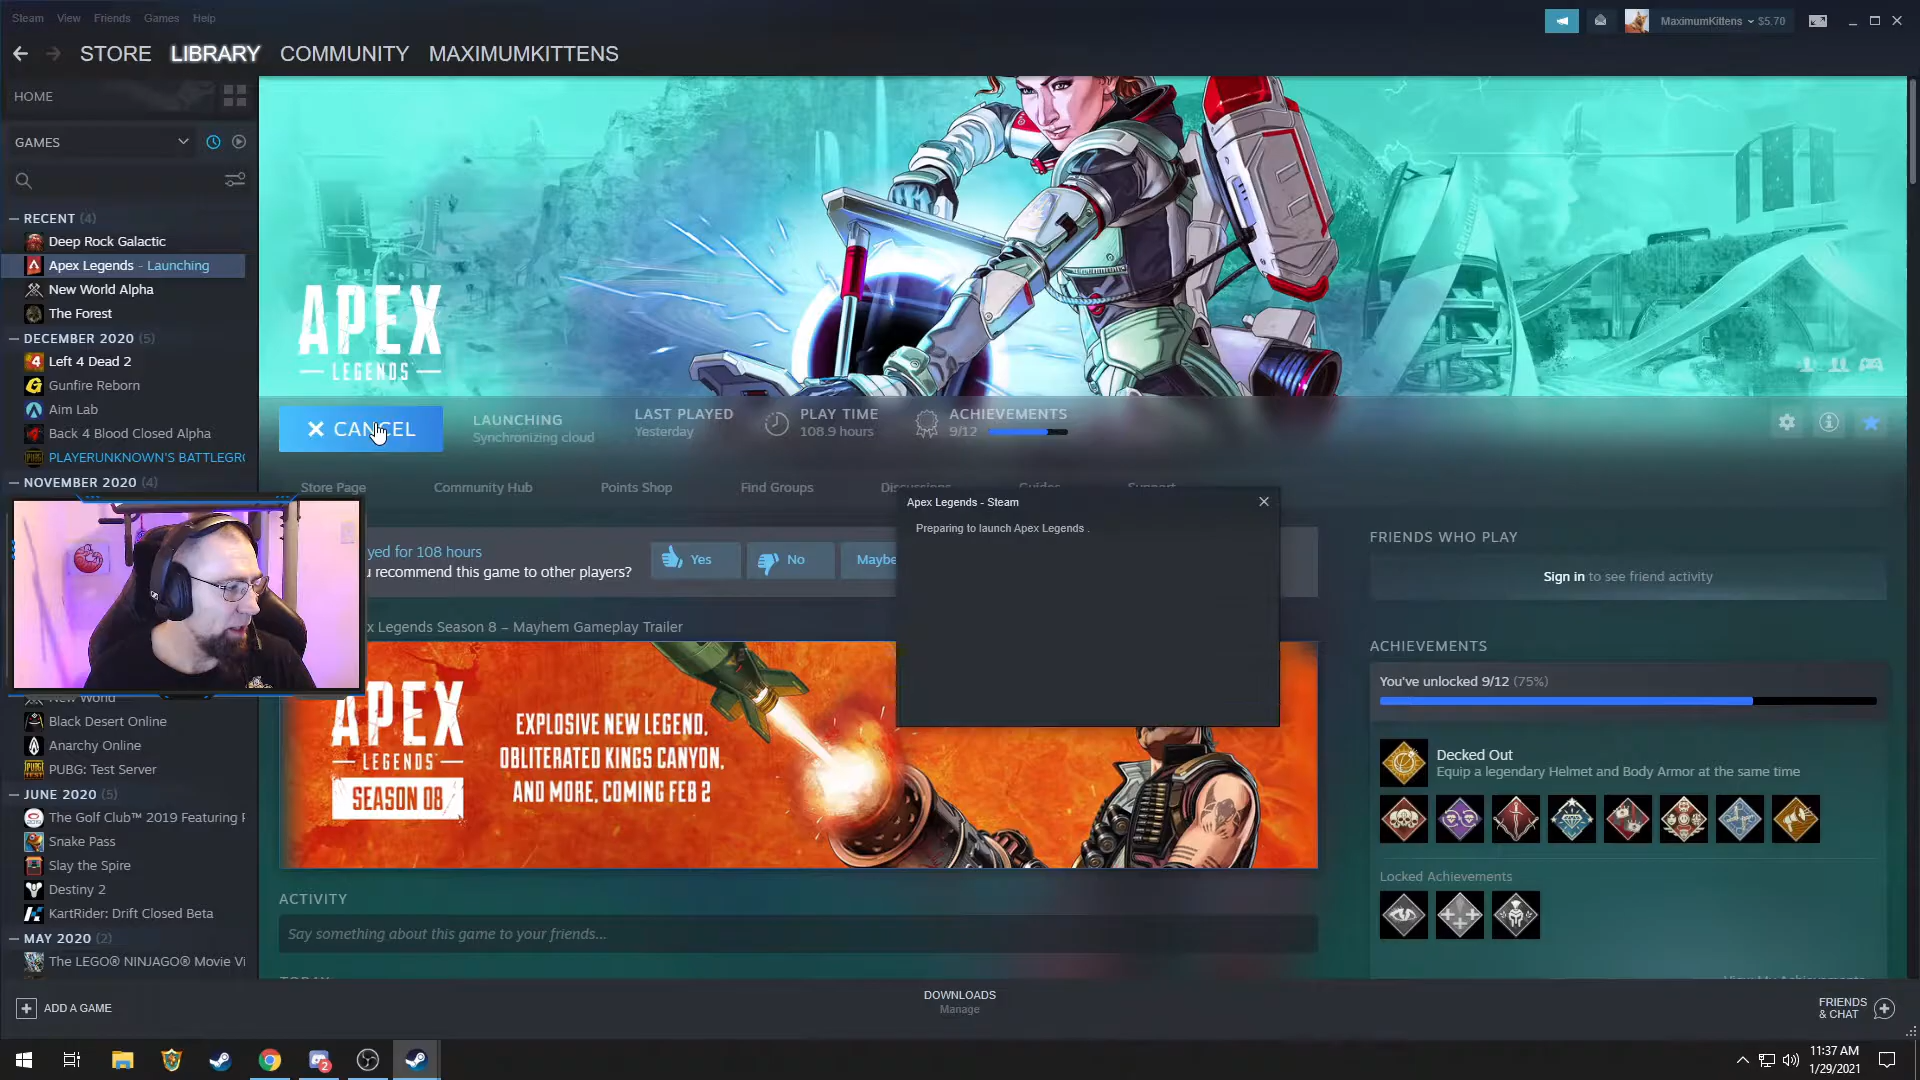 Steam View Friends Games Help
MaximumKittens $5.70
STORE LIBRARY COMMUNITY MAXIMUMKITTENS
HOME
GAMES
RECENT (4)
Deep Rock Galactic
Apex Legends - Launching
New World Alpha
The Forest
DECEMBER 2020 (5)
Left 4 Dead 2
Gunfire Reborn
Aim Lab
Back 4 Blood Closed Alpha
PLAYERUNKNOWN'S BATTLEGRO
NOVEMBER 2020 (4)
New World
Black Desert Online
Anarchy Online
PUBG: Test Server
JUNE 2020 (5)
The Golf Club™ 2019 Featuring P
Snake Pass
Slay the Spire
Destiny 2
KartRider: Drift Closed Beta
MAY 2020 (2)
The LEGO® NINJAGO® Movie Vi
ADD A GAME
APEX
LEGENDS
CANCEL
LAUNCHING
Synchronizing cloud
LAST PLAYED
Yesterday
PLAY TIME
108.9 hours
ACHIEVEMENTS
9/12
Store Page Community Hub Points Shop Find Groups Discussions Guides Support
Apex Legends - Steam
Preparing to launch Apex Legends .
yed for 108 hours
u recommend this game to other players?
Yes No Maybe
x Legends Season 8 – Mayhem Gameplay Trailer
APEX
LEGENDS
SEASON 08
EXPLOSIVE NEW LEGEND,
OBLITERATED KINGS CANYON,
AND MORE, COMING FEB 2
ACTIVITY
Say something about this game to your friends...
FRIENDS WHO PLAY
Sign in to see friend activity
ACHIEVEMENTS
You've unlocked 9/12 (75%)
Decked Out
Equip a legendary Helmet and Body Armor at the same time
Locked Achievements
DOWNLOADS
Manage
FRIENDS
& CHAT
11:37 AM
1/29/2021